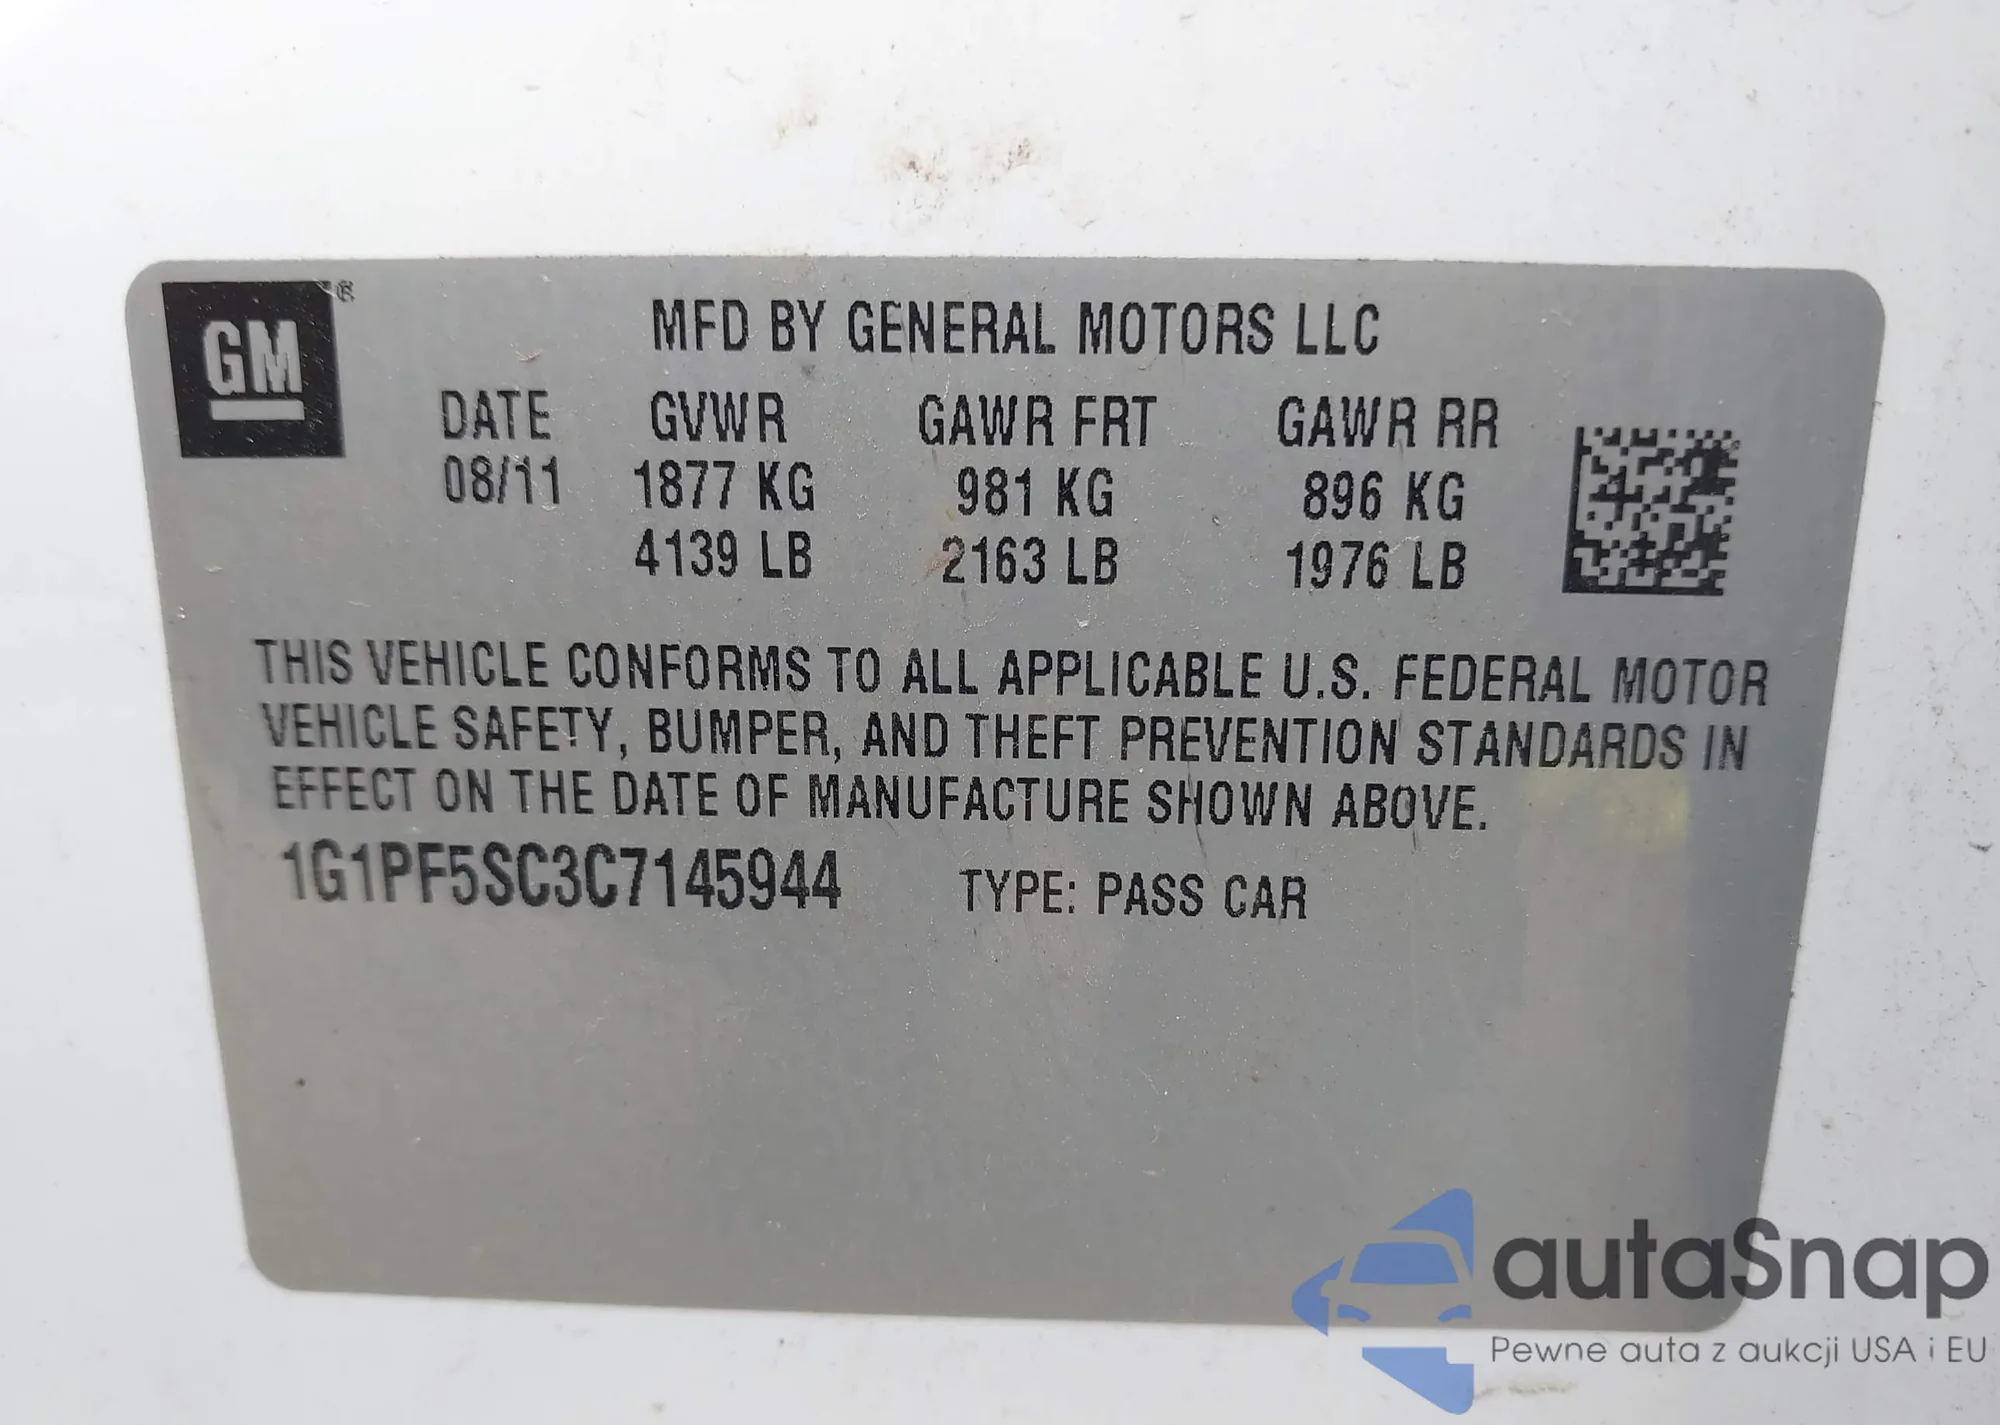 GM
MFD BY GENERAL MOTORS LLC
DATE GVWR GAWR FRT GAWR RR
08/11 1877 KG 981 KG 896 KG
4139 LB 2163 LB 1976 LB
THIS VEHICLE CONFORMS TO ALL APPLICABLE U.S. FEDERAL MOTOR
VEHICLE SAFETY, BUMPER, AND THEFT PREVENTION STANDARDS IN
EFFECT ON THE DATE OF MANUFACTURE SHOWN ABOVE.
1G1PF5SC3C7145944 TYPE: PASS CAR
autaSnap
Pewne auta z aukcji USA i EU